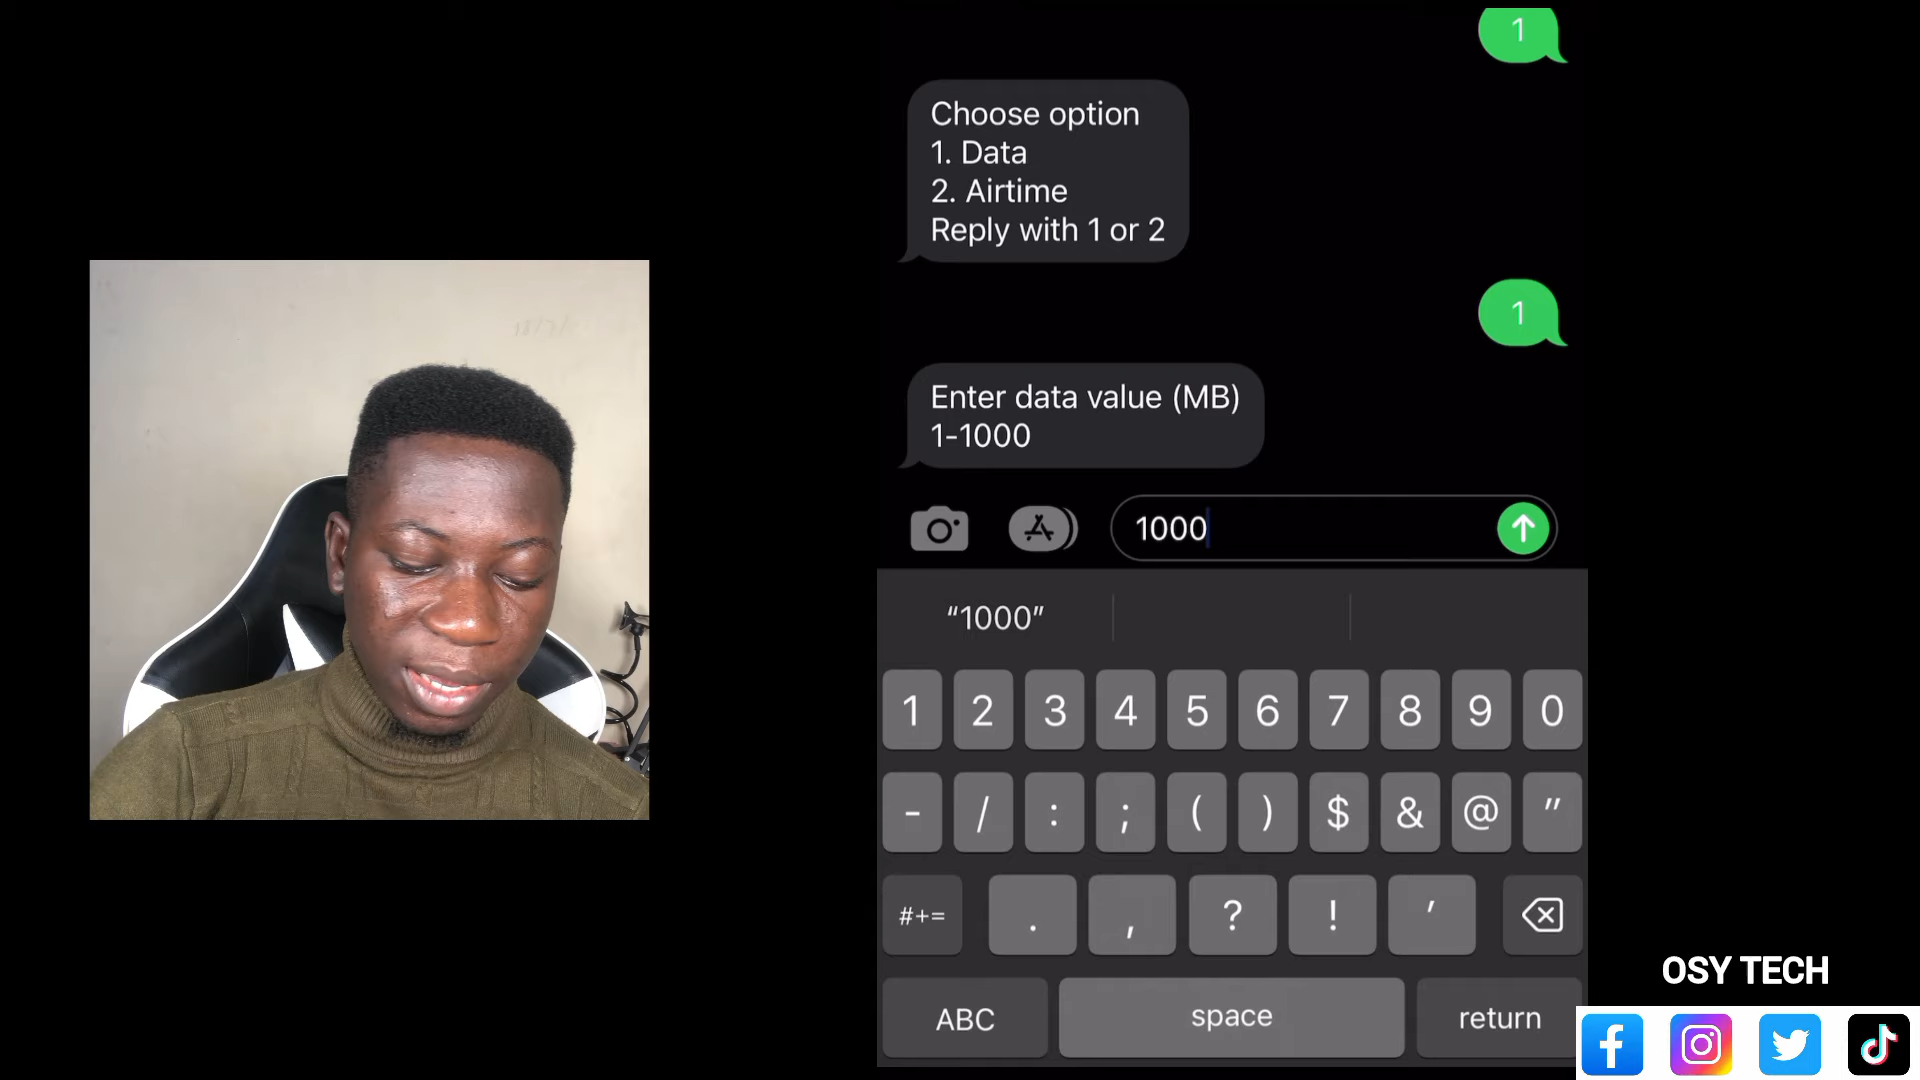 1
Choose option
1. Data
2. Airtime
Reply with 1 or 2
1
Enter data value (MB)
1-1000
1000
“1000”
1 2 3 4 5 6 7 8 9 0
- / : ; ( ) $ & @ "
#+= . , ? ! '
ABC space return
OSY TECH